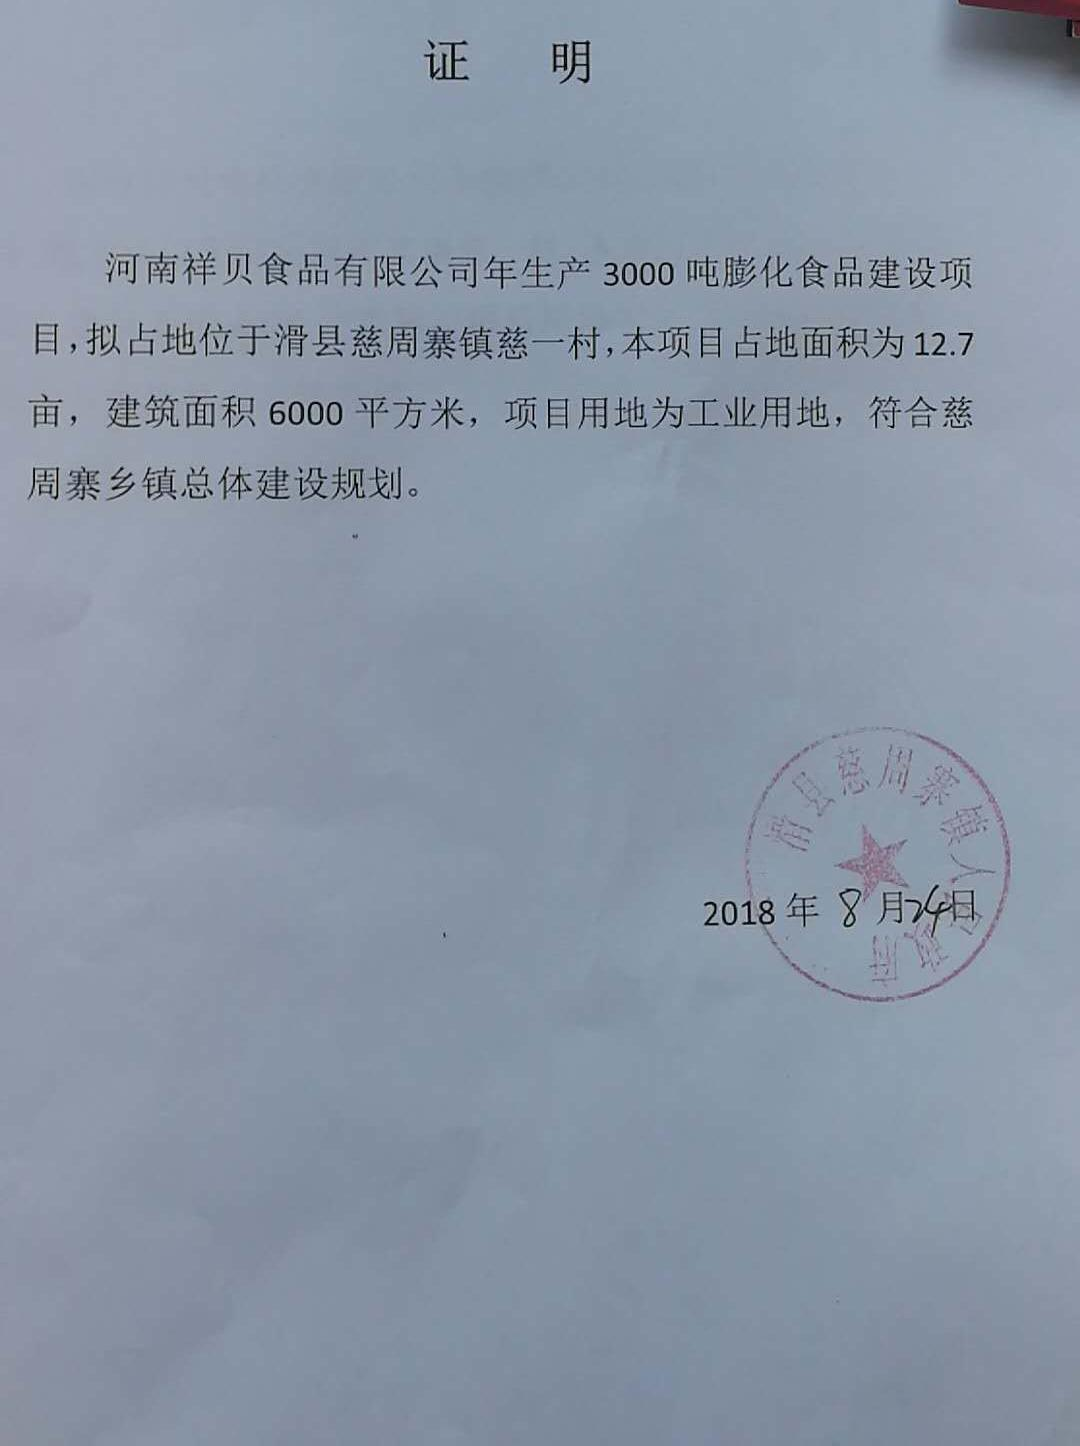 证 明
河南祥贝食品有限公司年生产 3000 吨膨化食品建设项
目,拟占地位于滑县慈周寨镇慈一村,本项目占地面积为 12.7
亩，建筑面积 6000 平方米，项目用地为工业用地，符合慈
周寨乡镇总体建设规划。
滑县慈周寨镇人民政府
2018 年 8 月 24 日